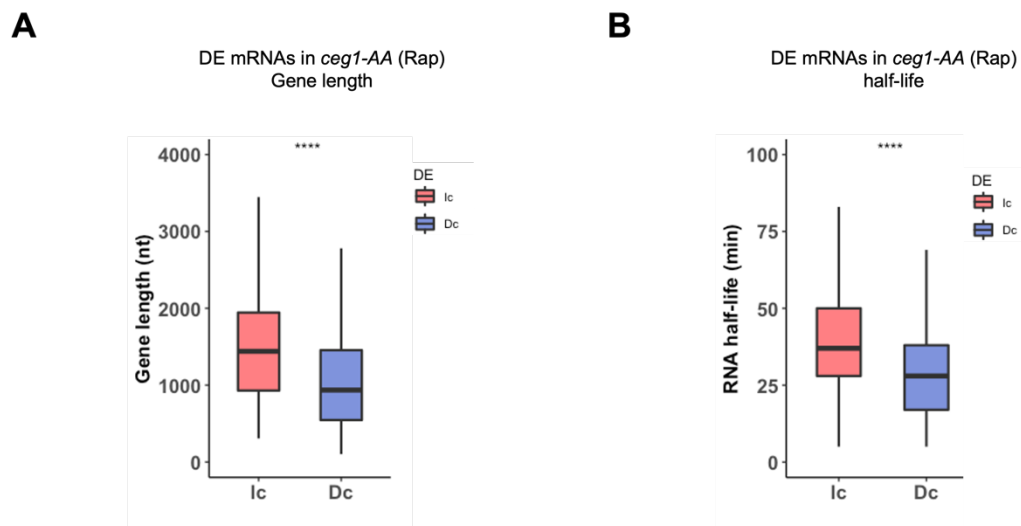 A
DE mRNAs in ceg1-AA (Rap)
Gene length
****
4000
3000
2000
1000
0
Gene length (nt)
Ic
Dc
DE
Ic
Dc
B
DE mRNAs in ceg1-AA (Rap)
half-life
****
100
75
50
25
0
RNA half-life (min)
Ic
Dc
DE
Ic
Dc